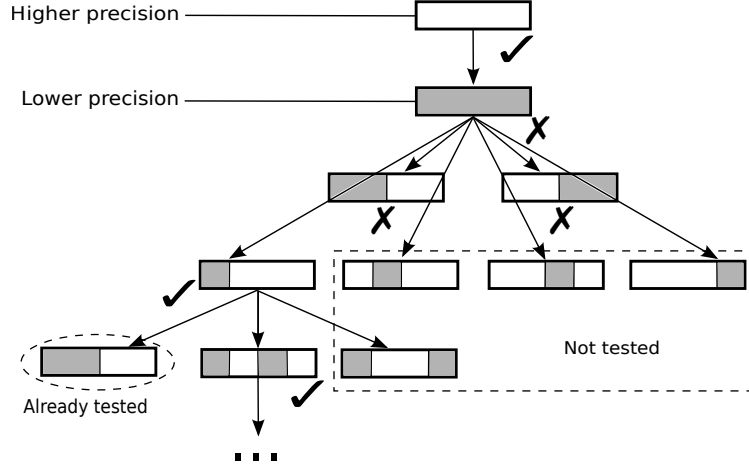 Higher precision
Lower precision
Not tested
Already tested